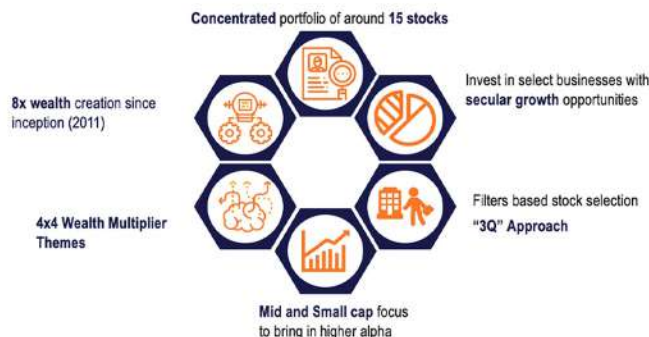 Concentrated portfolio of around 15 stocks
8x wealth creation since
inception (2011)
Invest in select businesses with
secular growth opportunities
4x4 Wealth Multiplier
Themes
Filters based stock selection
“3Q” Approach
Mid and Small cap focus
to bring in higher alpha